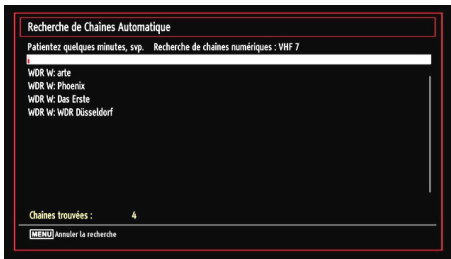 Recherche de Chaînes Automatique
Patientez quelques minutes, svp. Recherche de chaînes numériques : VHF 7
WDR W: arte
WDR W: Phoenix
WDR W: Das Erste
WDR W: WDR Düsseldorf
Chaînes trouvées : 4
MENU Annuler la recherche